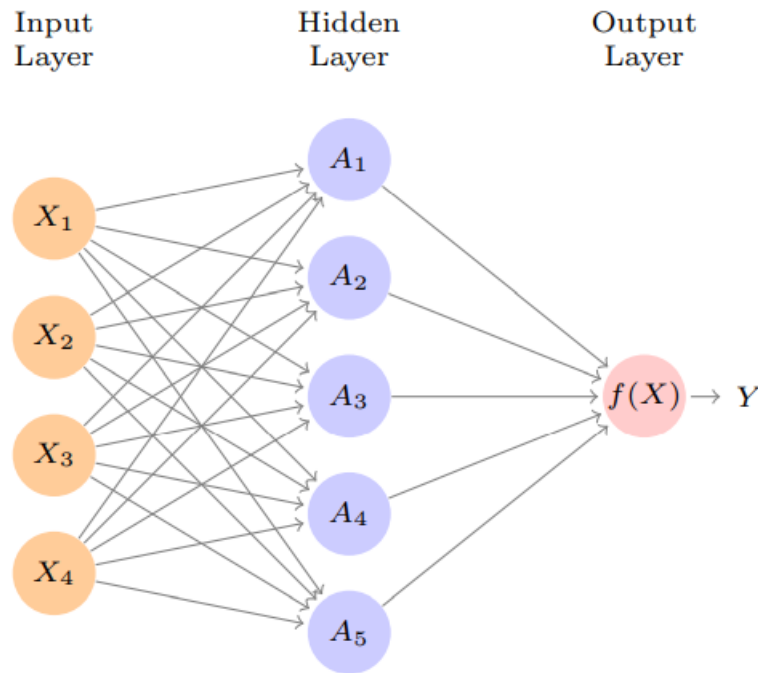 Input Layer
Hidden Layer
Output Layer
X₁
X₂
X₃
X₄
A₁
A₂
A₃
A₄
A₅
f(X)
Y